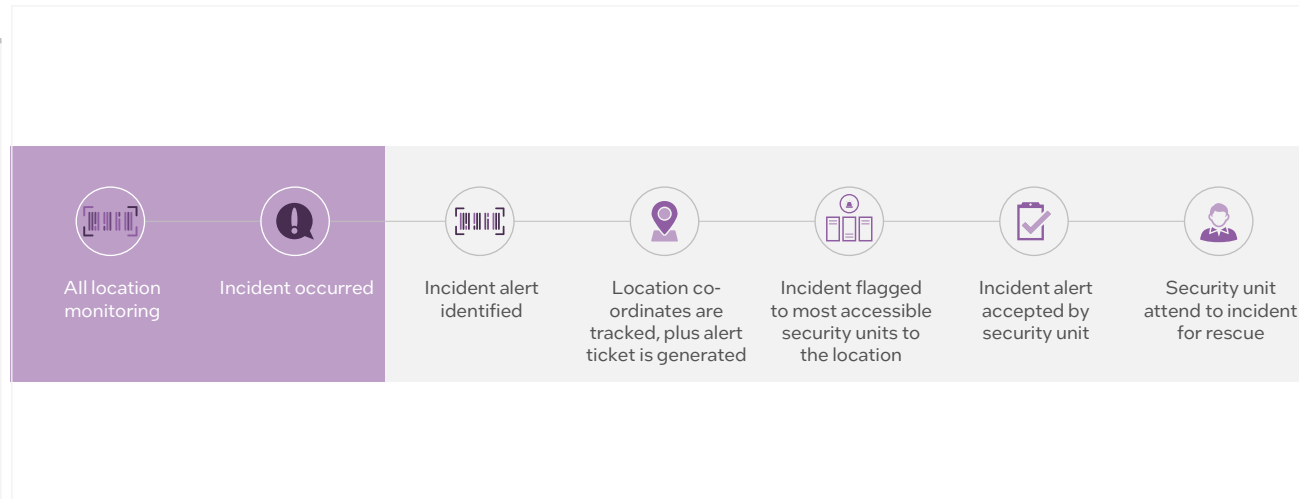 All location
monitoring
Incident occurred
Incident alert
identified
Location co-
ordinates are
tracked, plus alert
ticket is generated
Incident flagged
to most accessible
security units to
the location
Incident alert
accepted by
security unit
Security unit
attend to incident
for rescue